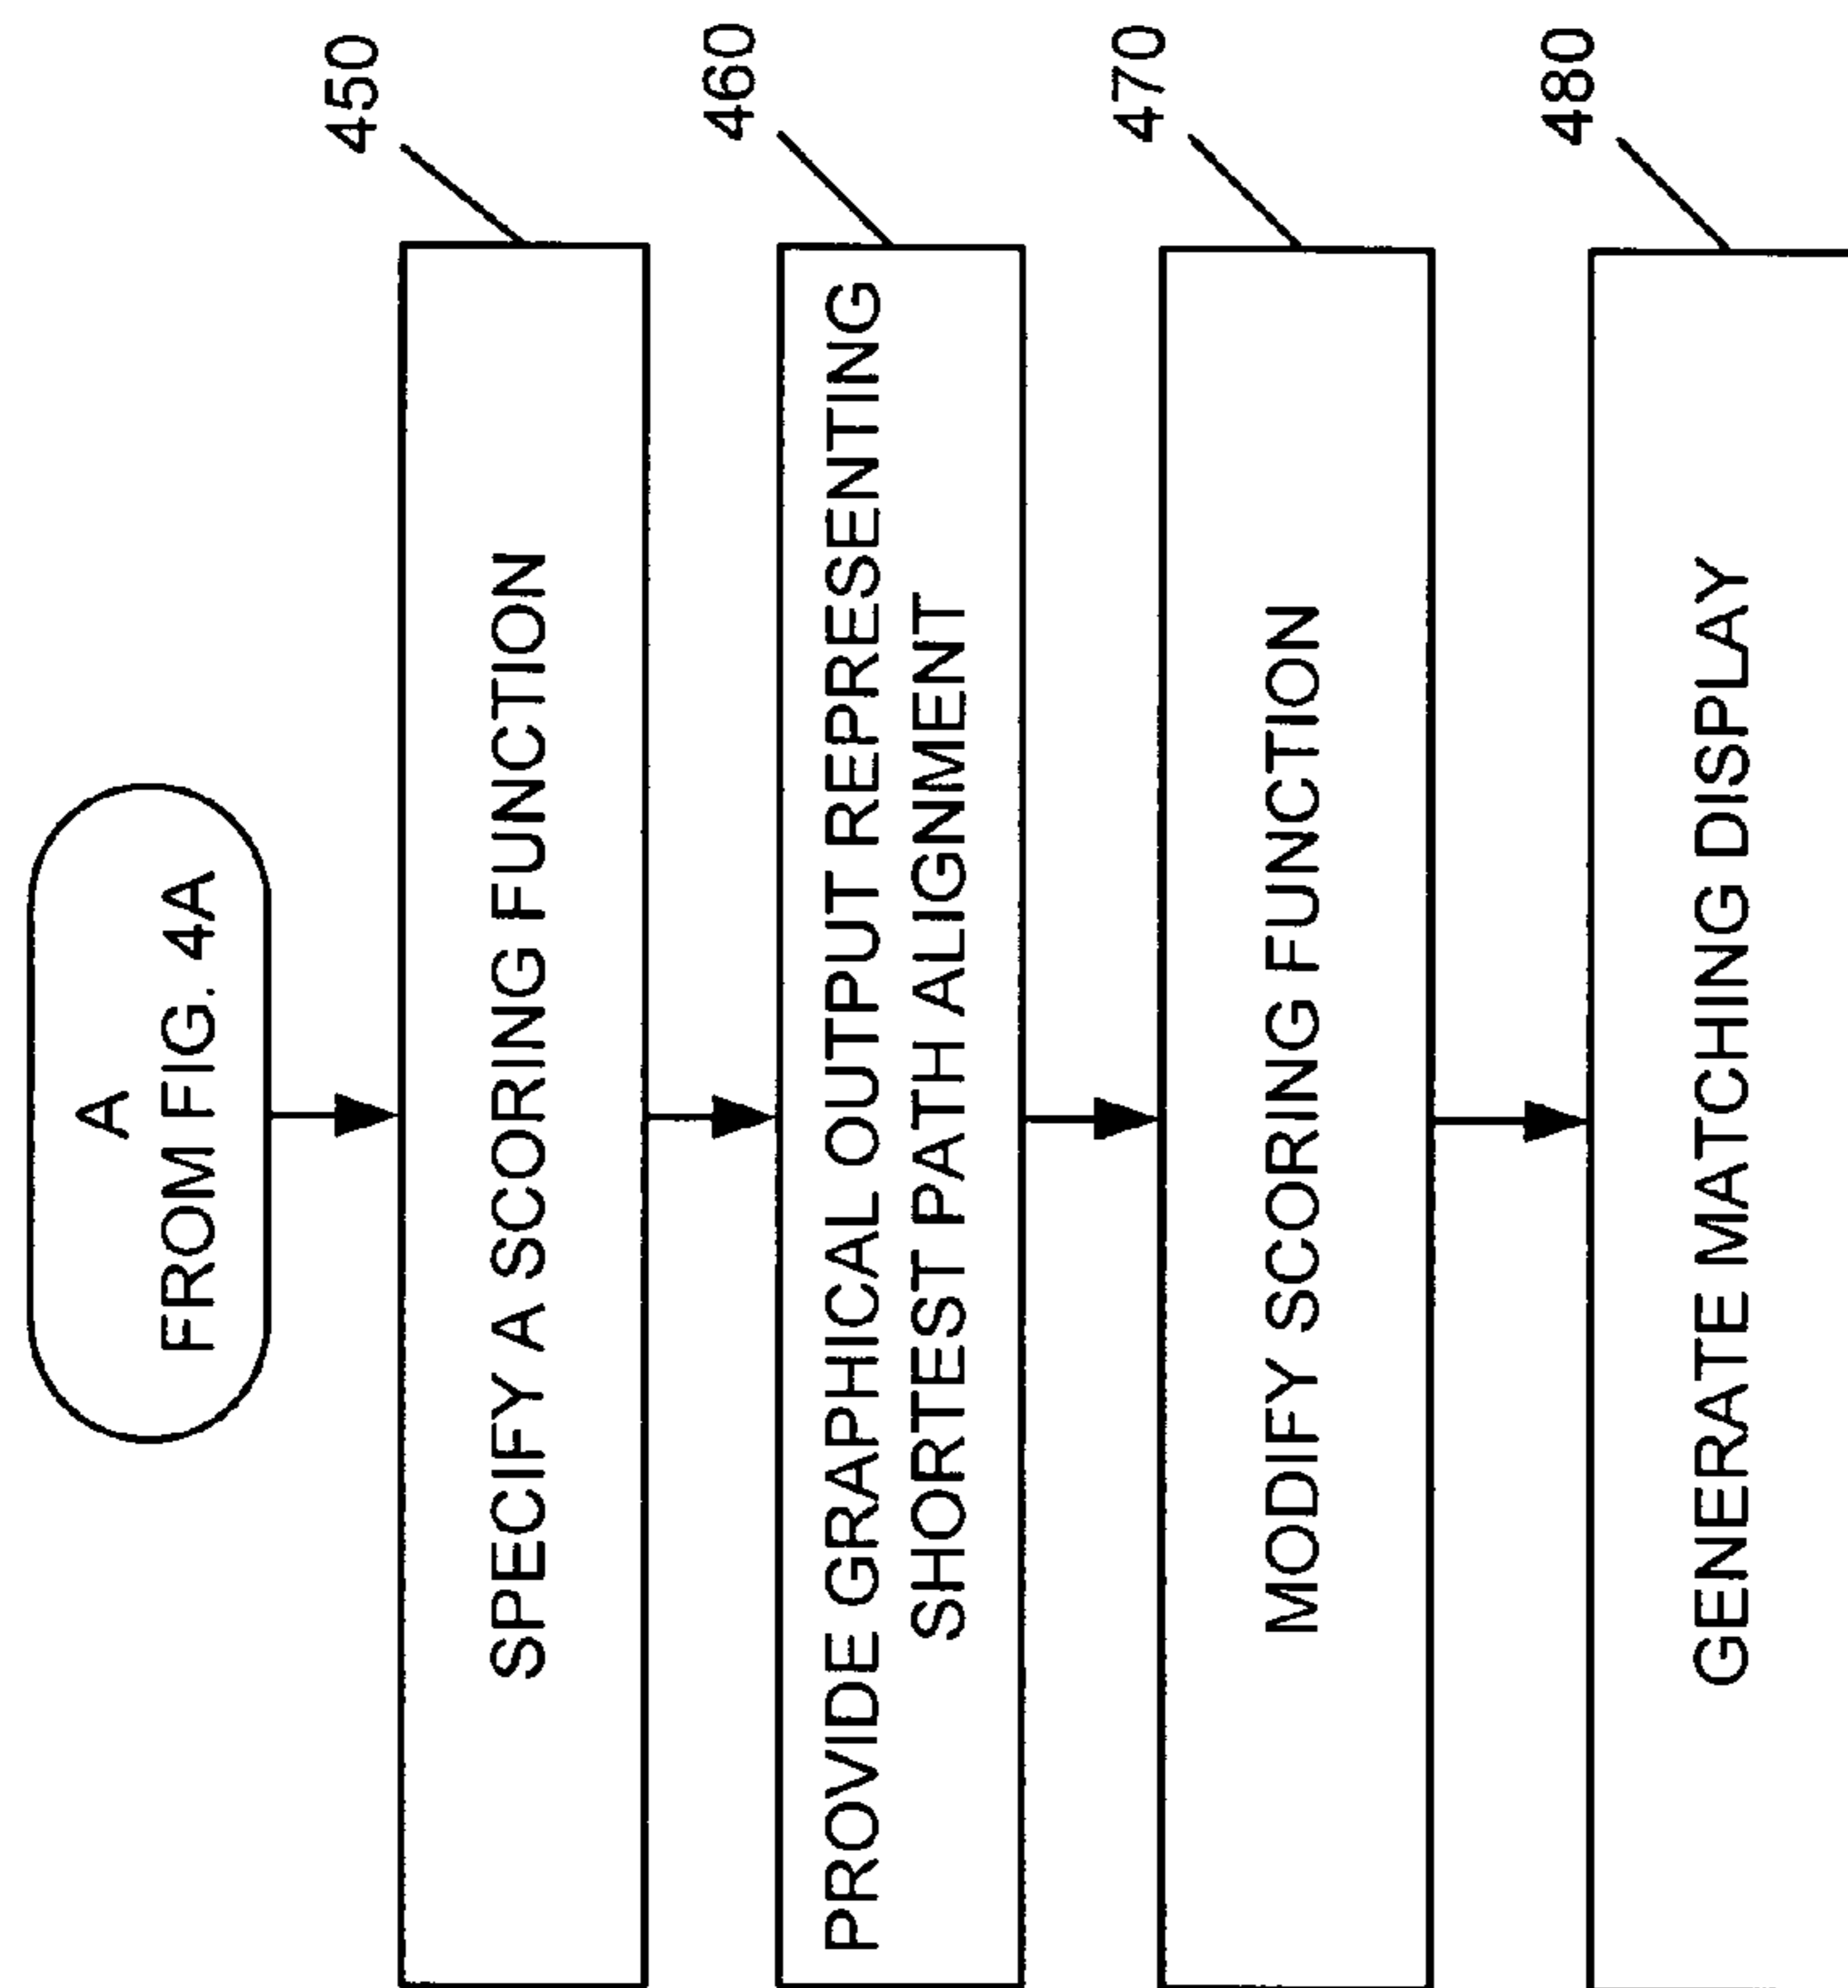 A
FROM FIG. 4A
450
SPECIFY A SCORING FUNCTION
460
PROVIDE GRAPHICAL OUTPUT REPRESENTING
SHORTEST PATH ALIGNMENT
470
MODIFY SCORING FUNCTION
480
GENERATE MATCHING DISPLAY